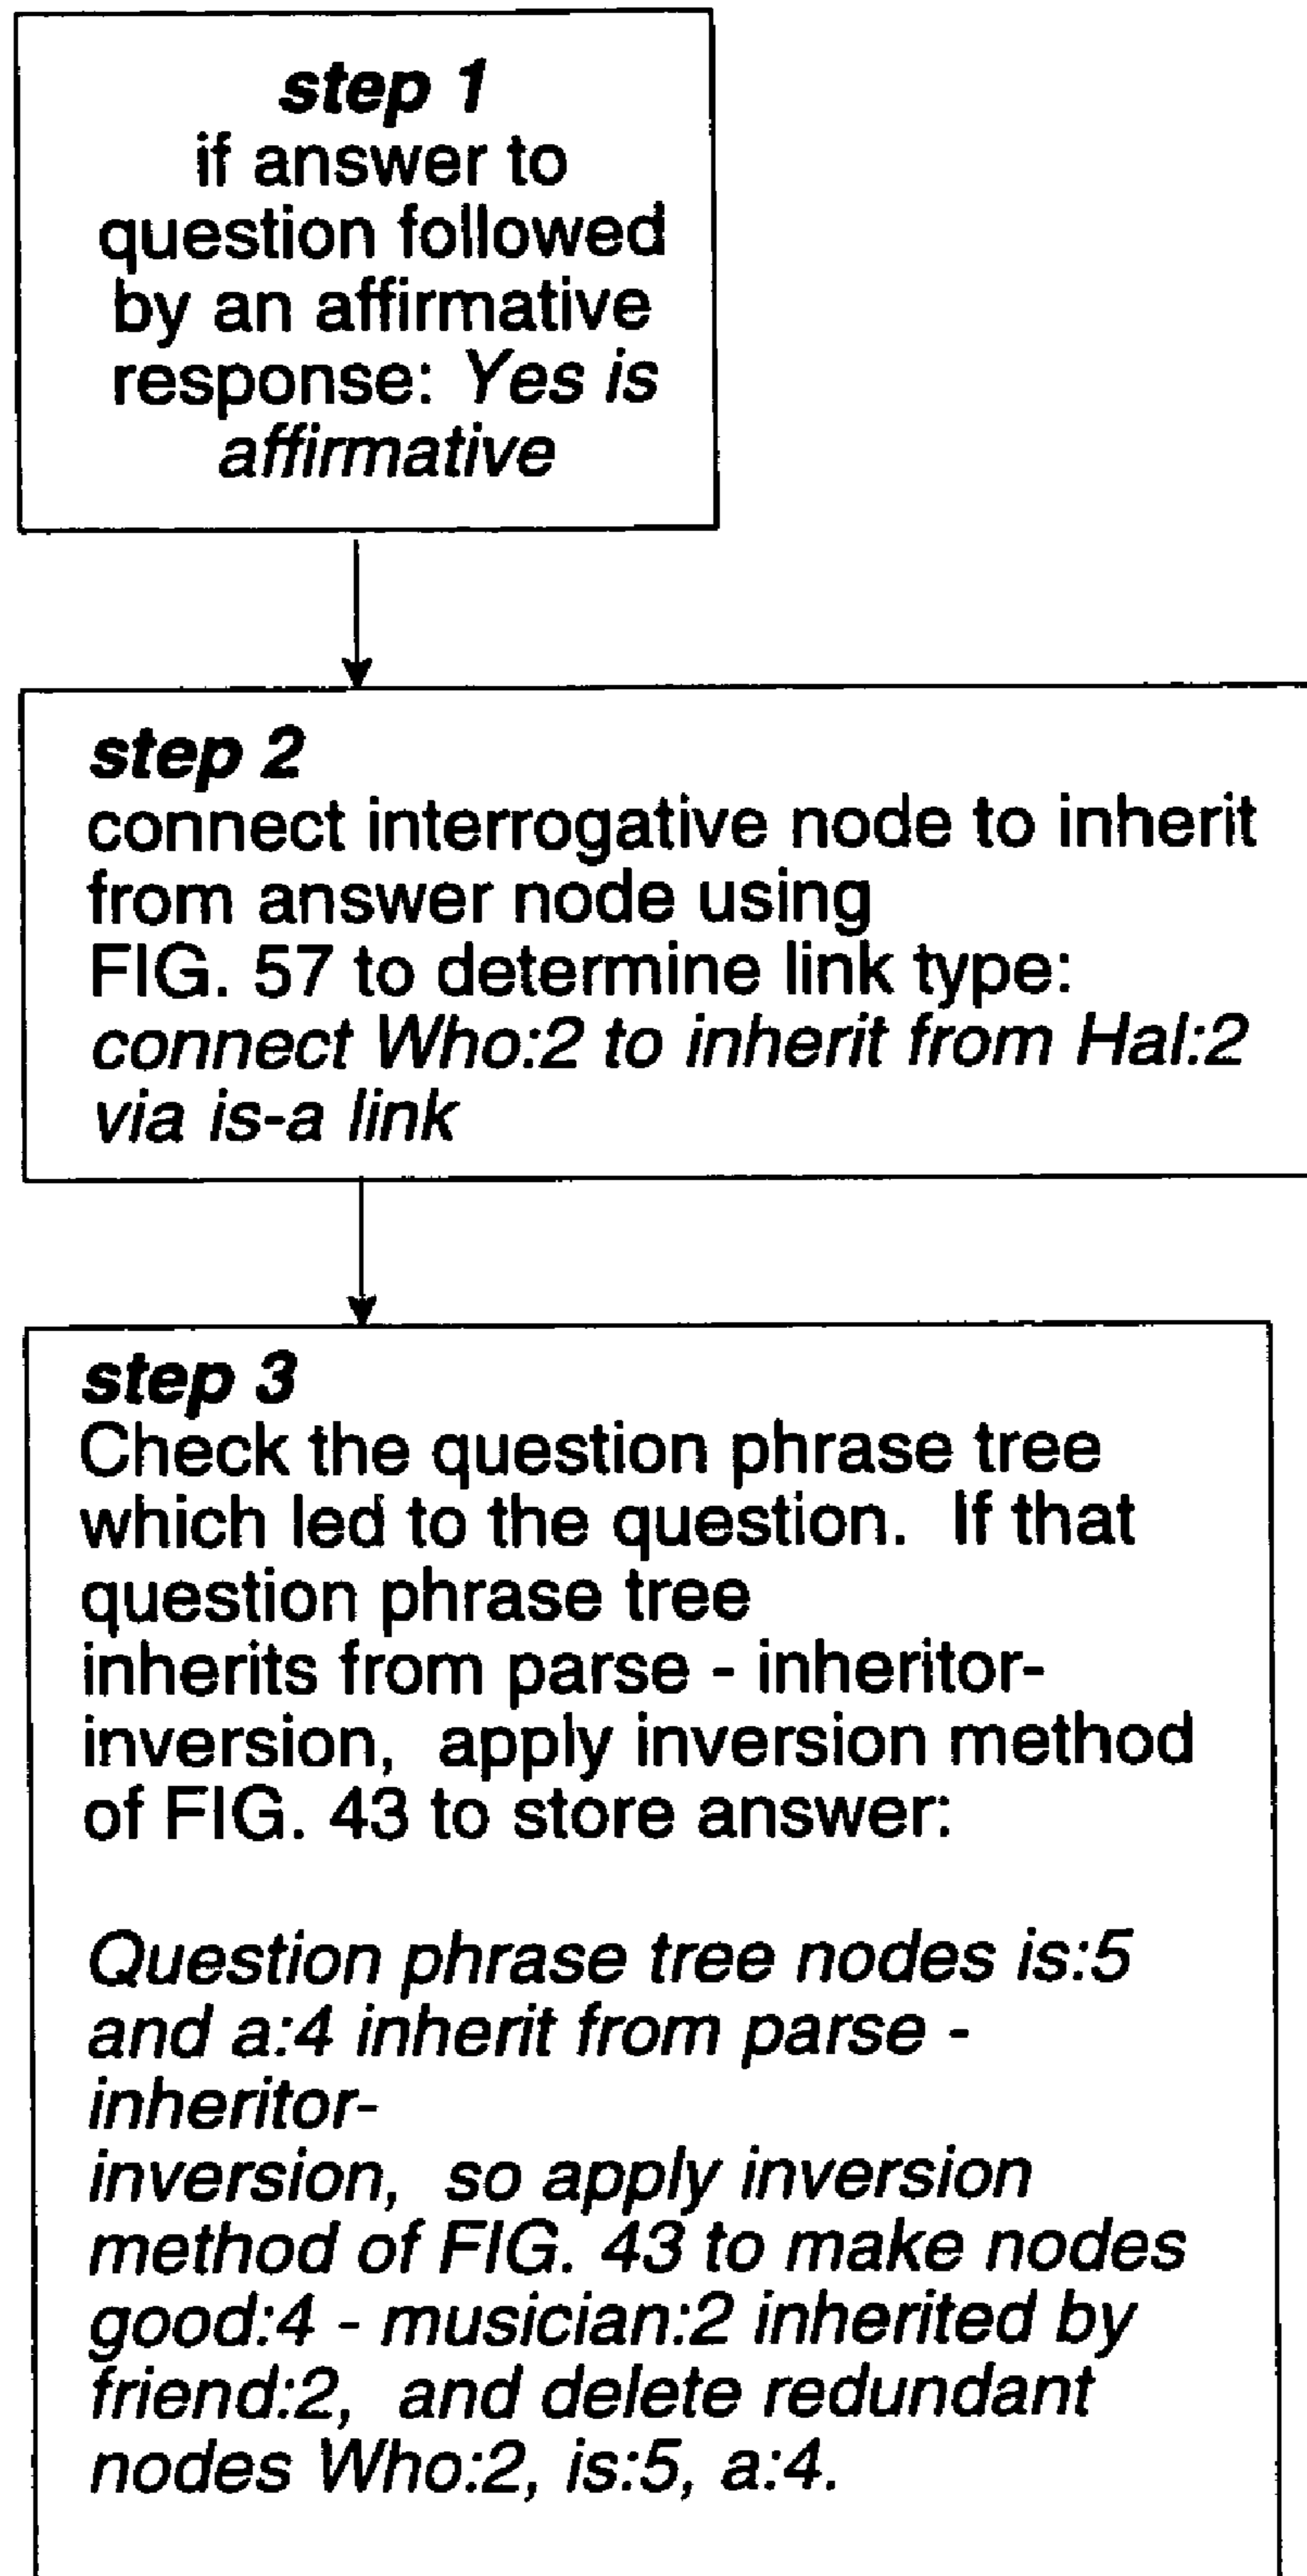 step 1
if answer to
question followed
by an affirmative
response: Yes is
affirmative
step 2
connect interrogative node to inherit
from answer node using
FIG. 57 to determine link type:
connect Who:2 to inherit from Hal:2
via is-a link
step 3
Check the question phrase tree
which led to the question.  If that
question phrase tree
inherits from parse - inheritor-
inversion,  apply inversion method
of FIG. 43 to store answer:
Question phrase tree nodes is:5
and a:4 inherit from parse -
inheritor-
inversion,  so apply inversion
method of FIG. 43 to make nodes
good:4 - musician:2 inherited by
friend:2,  and delete redundant
nodes Who:2, is:5, a:4.